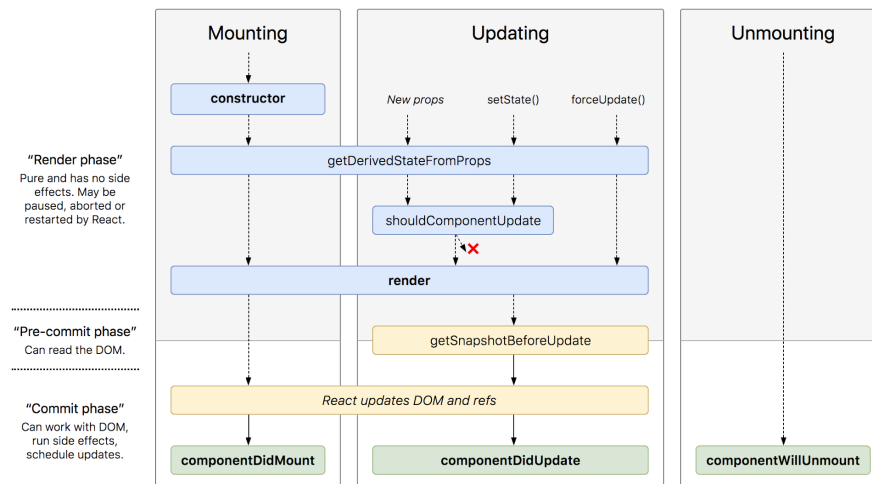 Mounting
Updating
Unmounting
constructor
New props
setState()
forceUpdate()
“Render phase”
Pure and has no side
effects. May be
paused, aborted or
restarted by React.
getDerivedStateFromProps
shouldComponentUpdate
render
“Pre-commit phase”
Can read the DOM.
getSnapshotBeforeUpdate
“Commit phase”
Can work with DOM,
run side effects,
schedule updates.
React updates DOM and refs
componentDidMount
componentDidUpdate
componentWillUnmount